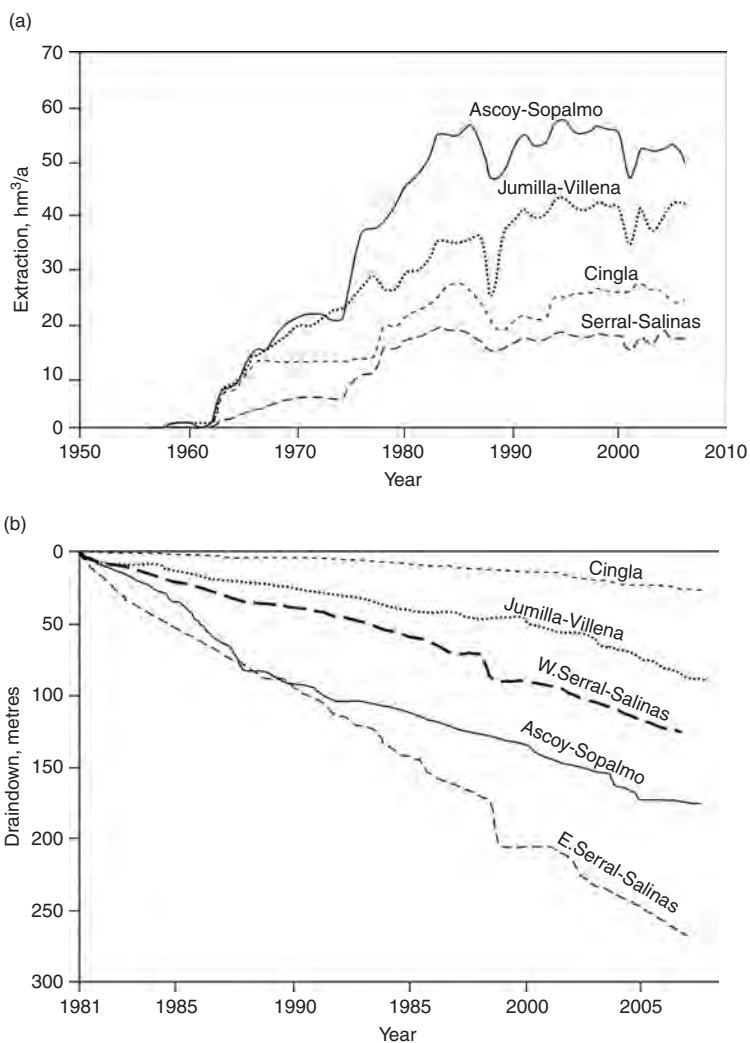 (a)
70
60
50
40
30
20
10
0
Extraction, hm³/a
Ascoy-Sopalmo
Jumilla-Villena
Cingla
Serral-Salinas
1950 1960 1970 1980 1990 2000 2010
Year
(b)
0
50
100
150
200
250
300
Draindown, metres
Cingla
Jumilla-Villena
W.Serral-Salinas
Ascoy-Sopalmo
E.Serral-Salinas
1981 1985 1990 1985 2000 2005
Year